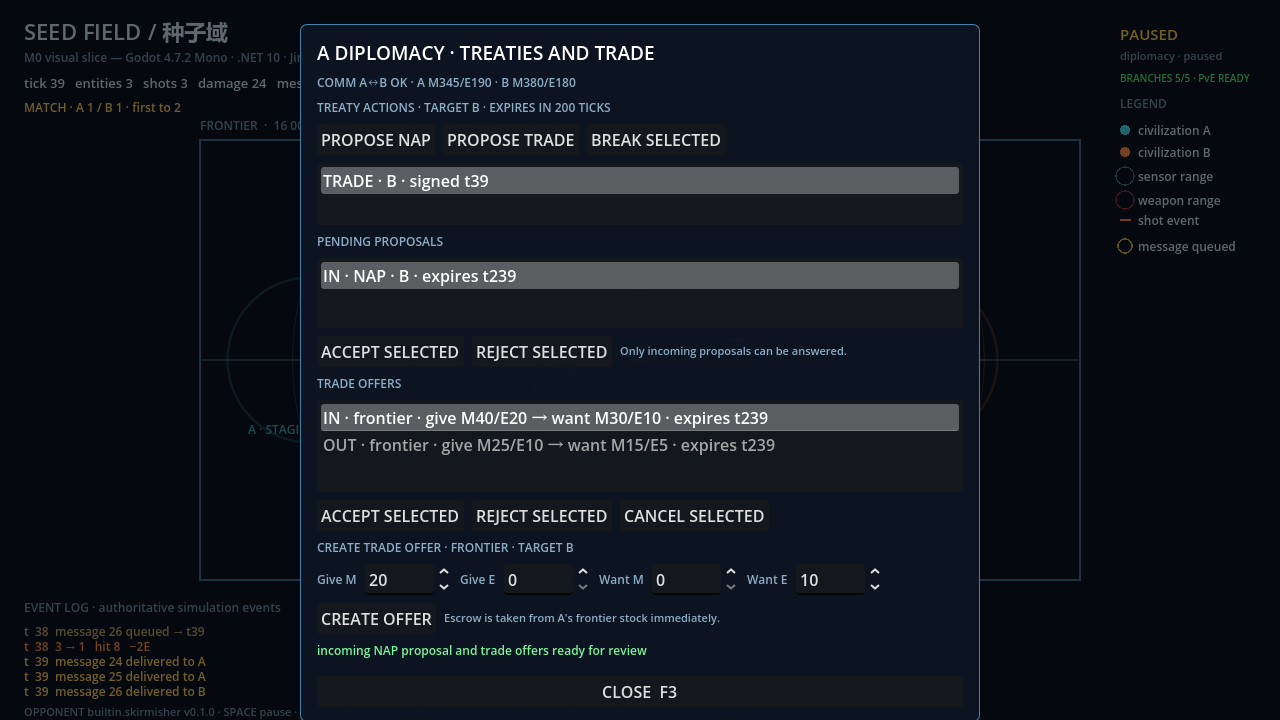 SEED FIELD / 种子域
M0 visual slice — Godot 4.7.2 Mono · .NET 10 ·
tick 39 entities 3 shots 3 damage 24
MATCH · A 1 / B 1 · first to 2
FRONTIER · 16 00
A · STAGI
EVENT LOG · authoritative simulation events
t 38 message 26 queued → t39
t 38 3 → 1 hit 8 −2E
t 39 message 24 delivered to A
t 39 message 25 delivered to A
t 39 message 26 delivered to B
OPPONENT builtin.skirmisher v0.1.0 · SPACE pause ·
A DIPLOMACY · TREATIES AND TRADE
COMM A↔B OK · A M345/E190 · B M380/E180
TREATY ACTIONS · TARGET B · EXPIRES IN 200 TICKS
PROPOSE NAP PROPOSE TRADE BREAK SELECTED
TRADE · B · signed t39
PENDING PROPOSALS
IN · NAP · B · expires t239
ACCEPT SELECTED REJECT SELECTED Only incoming proposals can be answered.
TRADE OFFERS
IN · frontier · give M40/E20 → want M30/E10 · expires t239
OUT · frontier · give M25/E10 → want M15/E5 · expires t239
ACCEPT SELECTED REJECT SELECTED CANCEL SELECTED
CREATE TRADE OFFER · FRONTIER · TARGET B
Give M 20 Give E 0 Want M 0 Want E 10
CREATE OFFER Escrow is taken from A's frontier stock immediately.
incoming NAP proposal and trade offers ready for review
CLOSE F3
PAUSED
diplomacy · paused
BRANCHES 5/5 · PvE READY
LEGEND
civilization A
civilization B
sensor range
weapon range
shot event
message queued